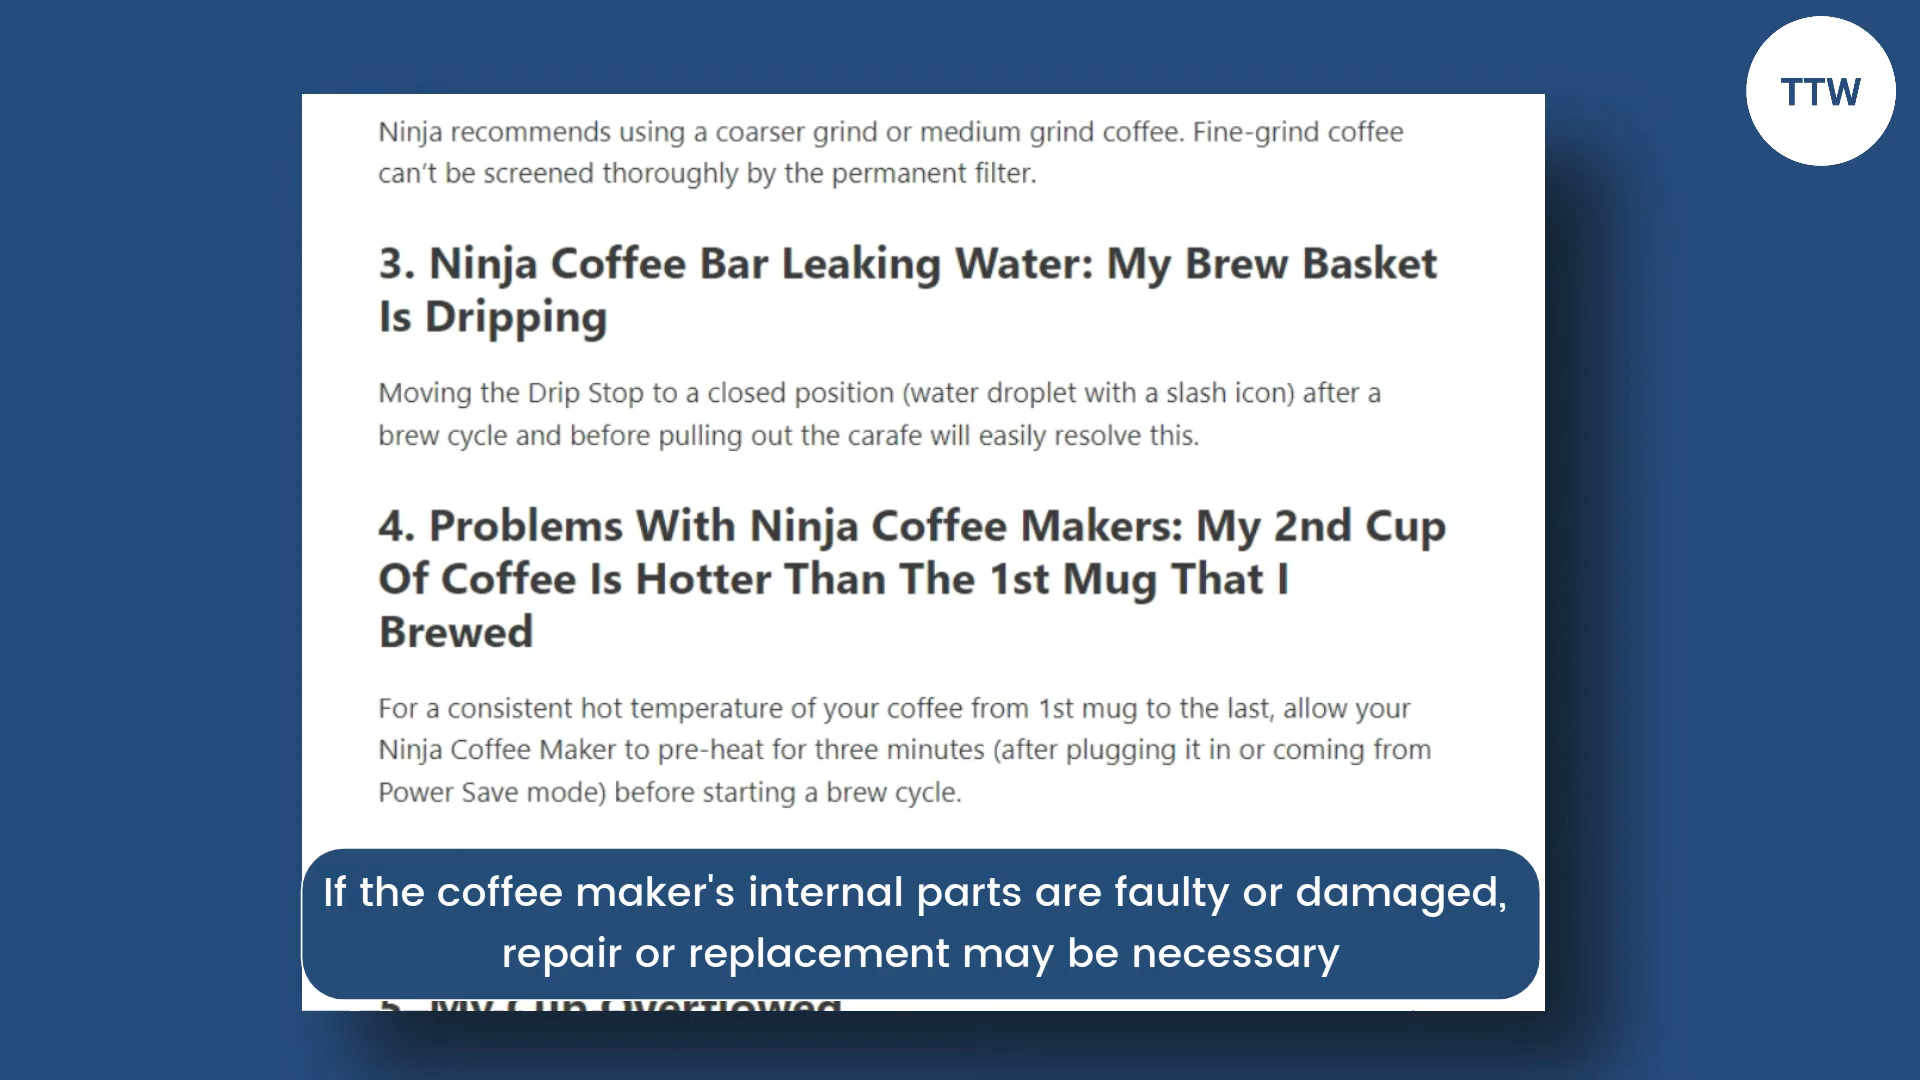 TTW
Ninja recommends using a coarser grind or medium grind coffee. Fine-grind coffee
can’t be screened thoroughly by the permanent filter.
3. Ninja Coffee Bar Leaking Water: My Brew Basket
Is Dripping
Moving the Drip Stop to a closed position (water droplet with a slash icon) after a
brew cycle and before pulling out the carafe will easily resolve this.
4. Problems With Ninja Coffee Makers: My 2nd Cup
Of Coffee Is Hotter Than The 1st Mug That I
Brewed
For a consistent hot temperature of your coffee from 1st mug to the last, allow your
Ninja Coffee Maker to pre-heat for three minutes (after plugging it in or coming from
Power Save mode) before starting a brew cycle.
If the coffee maker's internal parts are faulty or damaged,
repair or replacement may be necessary
5. My Cup Overflowed